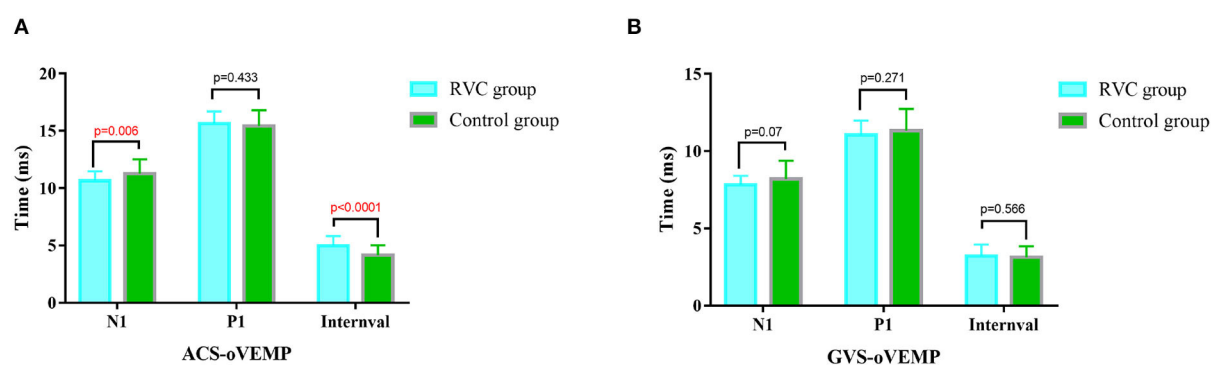 A
Time (ms)
20
15
10
5
0
p=0.006
p=0.433
p<0.0001
RVC group
Control group
N1
P1
Internval
ACS-oVEMP
B
Time (ms)
15
10
5
0
p=0.07
p=0.271
p=0.566
RVC group
Control group
N1
P1
Internval
GVS-oVEMP